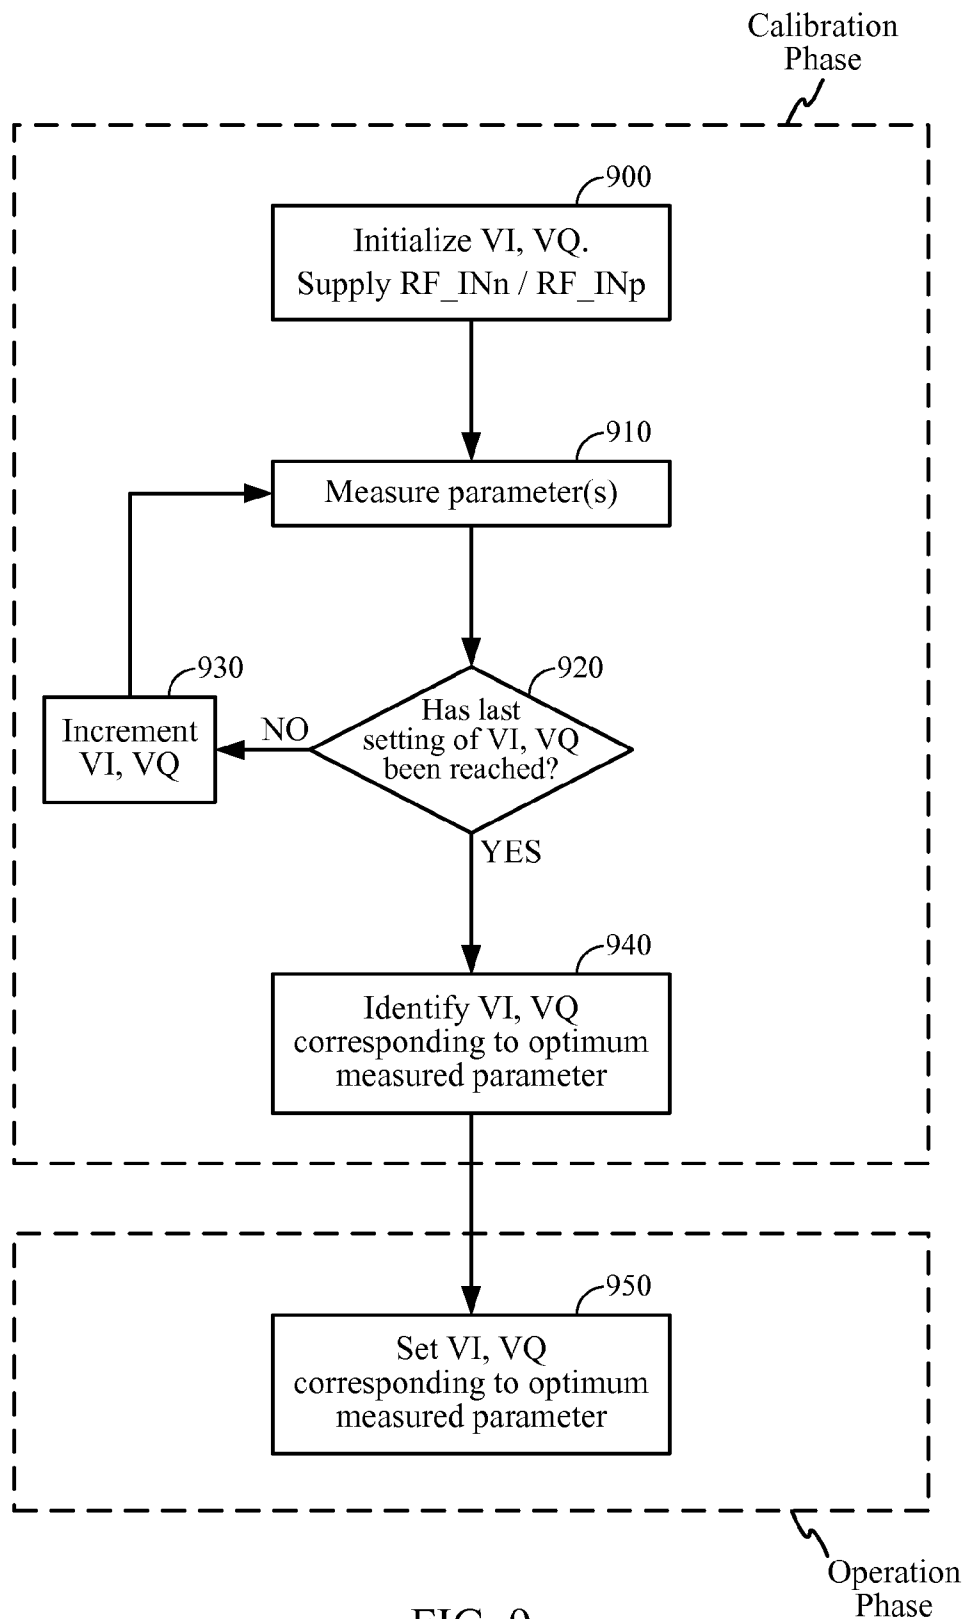 Calibration
Phase
900
Initialize VI, VQ.
Supply RF_INn / RF_INp
910
Measure parameter(s)
930
Increment
VI, VQ
NO
920
Has last
setting of VI, VQ
been reached?
YES
940
Identify VI, VQ
corresponding to optimum
measured parameter
950
Set VI, VQ
corresponding to optimum
measured parameter
Operation
Phase
FIG. 9